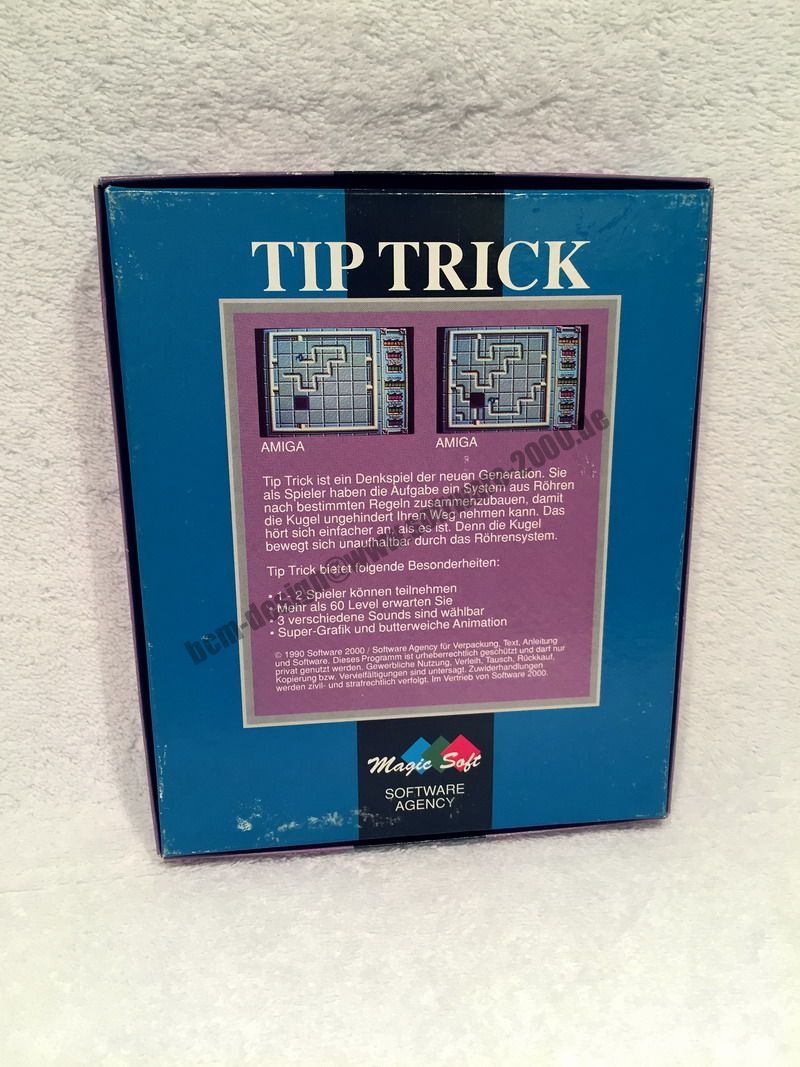 TIP TRICK
AMIGA
AMIGA
Tip Trick ist ein Denkspiel der neuen Generation. Sie
als Spieler haben die Aufgabe ein System aus Röhren
nach bestimmten Regeln zusammenzubauen, damit
die Kugel ungehindert Ihren Weg nehmen kann. Das
hört sich einfacher an, als es ist. Denn die Kugel
bewegt sich unaufhaltbar durch das Röhrensystem.
Tip Trick bietet folgende Besonderheiten:
• 1 - 2 Spieler können teilnehmen
• Mehr als 60 Level erwarten Sie
• 3 verschiedene Sounds sind wählbar
• Super-Grafik und butterweiche Animation
© 1990 Software 2000 / Software Agency für Verpackung, Text, Anleitung
und Software. Dieses Programm ist urheberrechtlich geschützt und darf nur
privat genutzt werden. Gewerbliche Nutzung, Verleih, Tausch, Rückkauf,
Kopierung bzw. Vervielfältigungen sind untersagt. Zuwiderhandlungen
werden zivil- und strafrechtlich verfolgt. Im Vertrieb von Software 2000.
Magic Soft
SOFTWARE
AGENCY